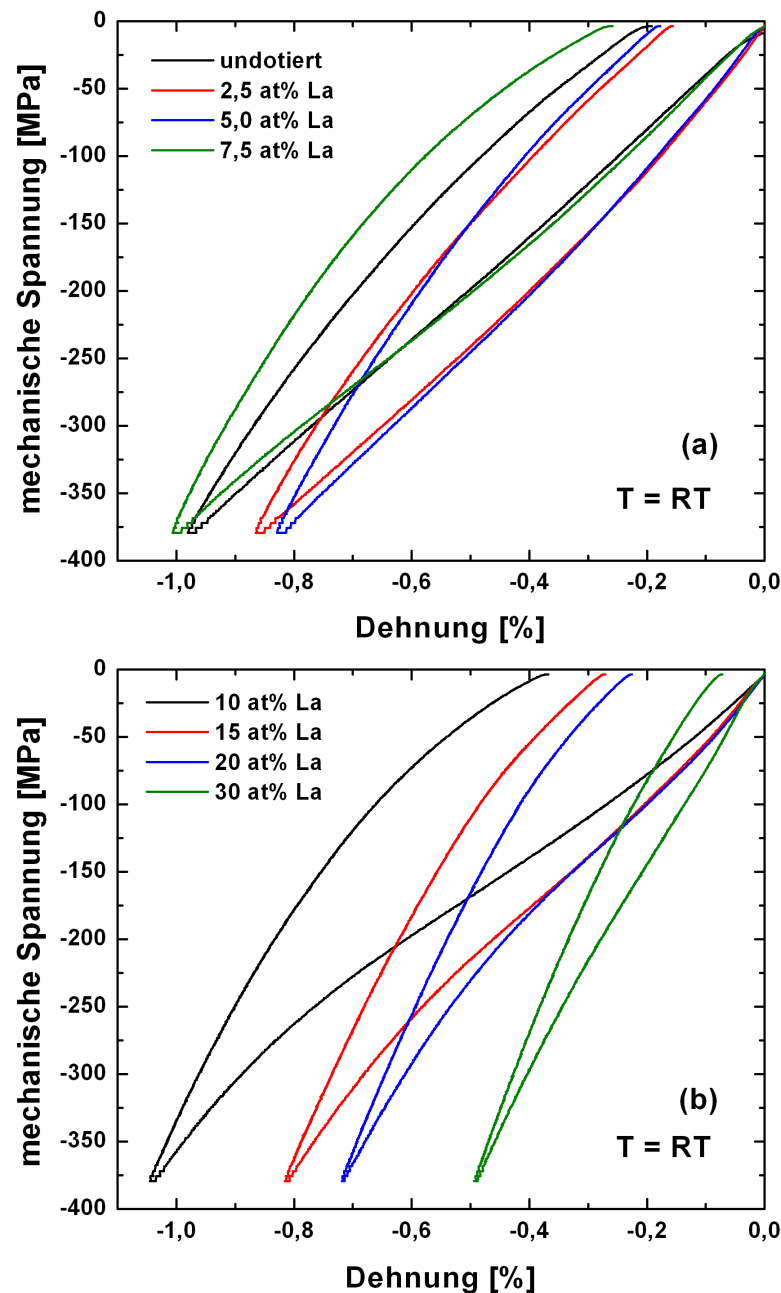 0
-50
-100
-150
-200
-250
-300
-350
-400
mechanische Spannung [MPa]
undotiert
2,5 at% La
5,0 at% La
7,5 at% La
(a)
T = RT
-1,0
-0,8
-0,6
-0,4
-0,2
0,0
Dehnung [%]
0
-50
-100
-150
-200
-250
-300
-350
-400
mechanische Spannung [MPa]
10 at% La
15 at% La
20 at% La
30 at% La
(b)
T = RT
-1,0
-0,8
-0,6
-0,4
-0,2
0,0
Dehnung [%]